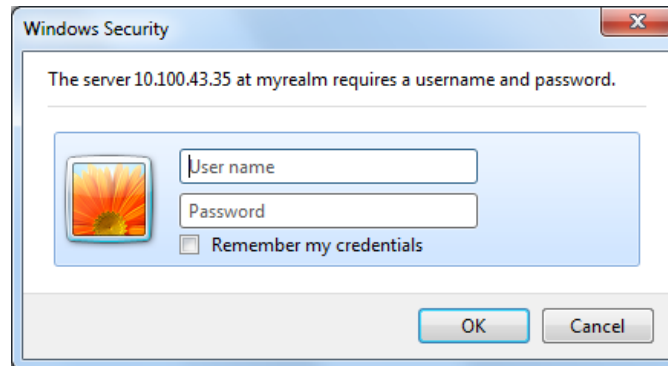 Windows Security
The server 10.100.43.35 at myrealm requires a username and password.
User name
Password
Remember my credentials
OK
Cancel